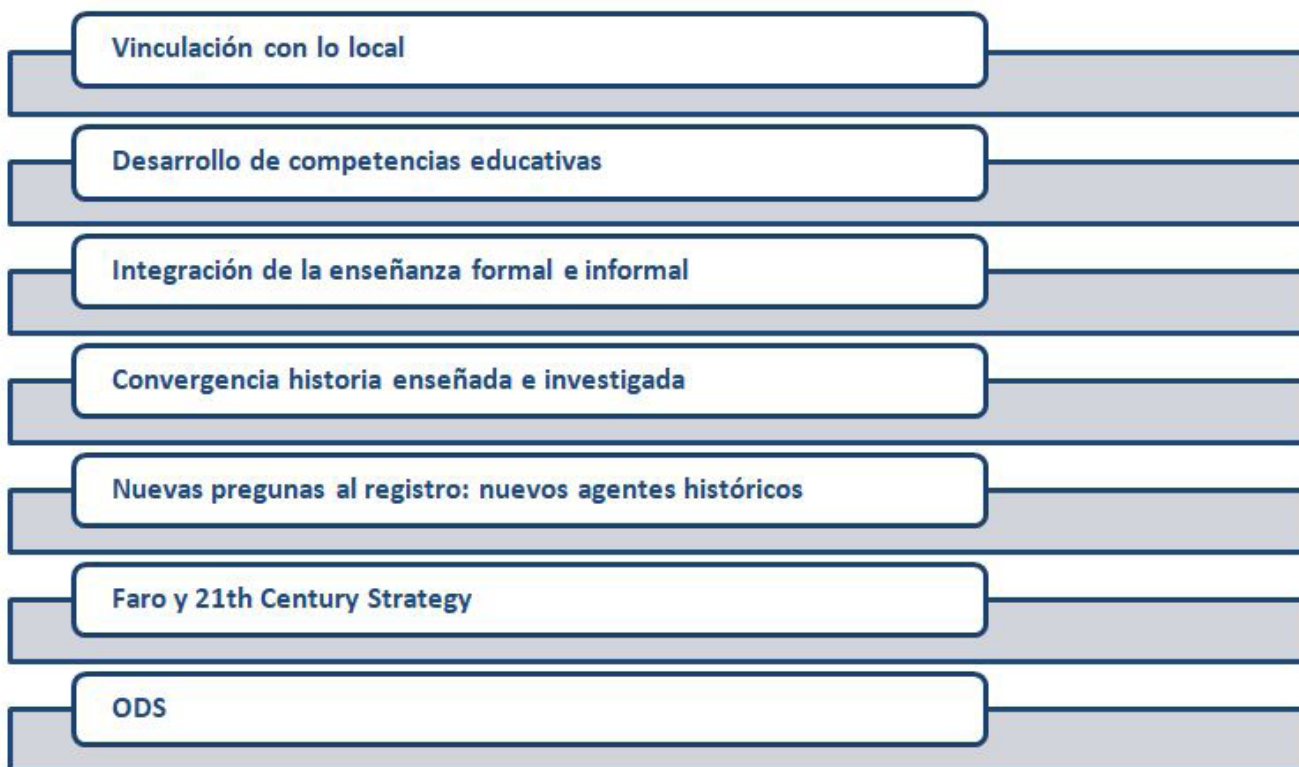 Vinculación con lo local
Desarrollo de competencias educativas
Integración de la enseñanza formal e informal
Convergencia historia enseñada e investigada
Nuevas pregunas al registro: nuevos agentes históricos
Faro y 21th Century Strategy
ODS